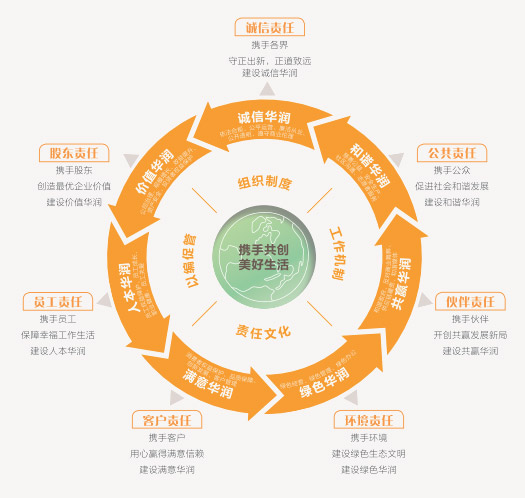 诚信责任
携手各界
守正出新，正道致远
建设诚信华润
股东责任
携手股东
创造最优企业价值
建设价值华润
公共责任
携手公众
促进社会和谐发展
建设和谐华润
员工责任
携手员工
保障幸福工作生活
建设人本华润
伙伴责任
携手伙伴
开创共赢发展新局
建设共赢华润
客户责任
携手客户
用心赢得满意信赖
建设满意华润
环境责任
携手环境
建设绿色生态文明
建设绿色华润
诚信华润
和谐华润
共赢华润
绿色华润
满意华润
人本华润
价值华润
组织制度
工作机制
责任文化
以编促管
携手共创
美好生活